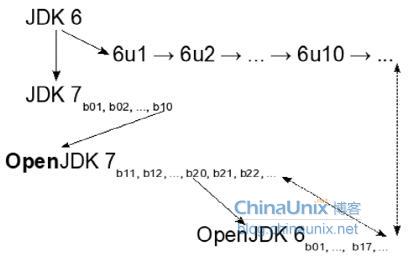 JDK 6
6u1 → 6u2 → ... → 6u10 → ...
JDK 7 b01, b02, ..., b10
OpenJDK 7 b11, b12, ..., b20, b21, b22, ...
ChinaUnix 博客
blog.chinaunix.net
OpenJDK 6 b01, ..., b17, ...